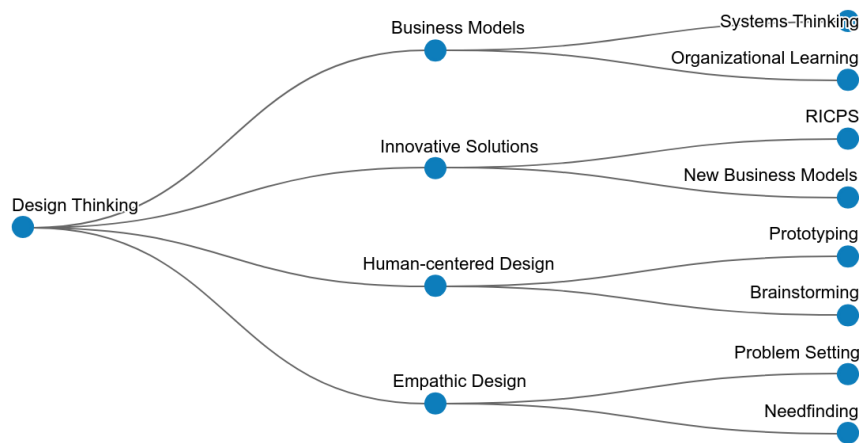 Design Thinking
Business Models
Systems Thinking
Organizational Learning
Innovative Solutions
RICPS
New Business Models
Human-centered Design
Prototyping
Brainstorming
Empathic Design
Problem Setting
Needfinding